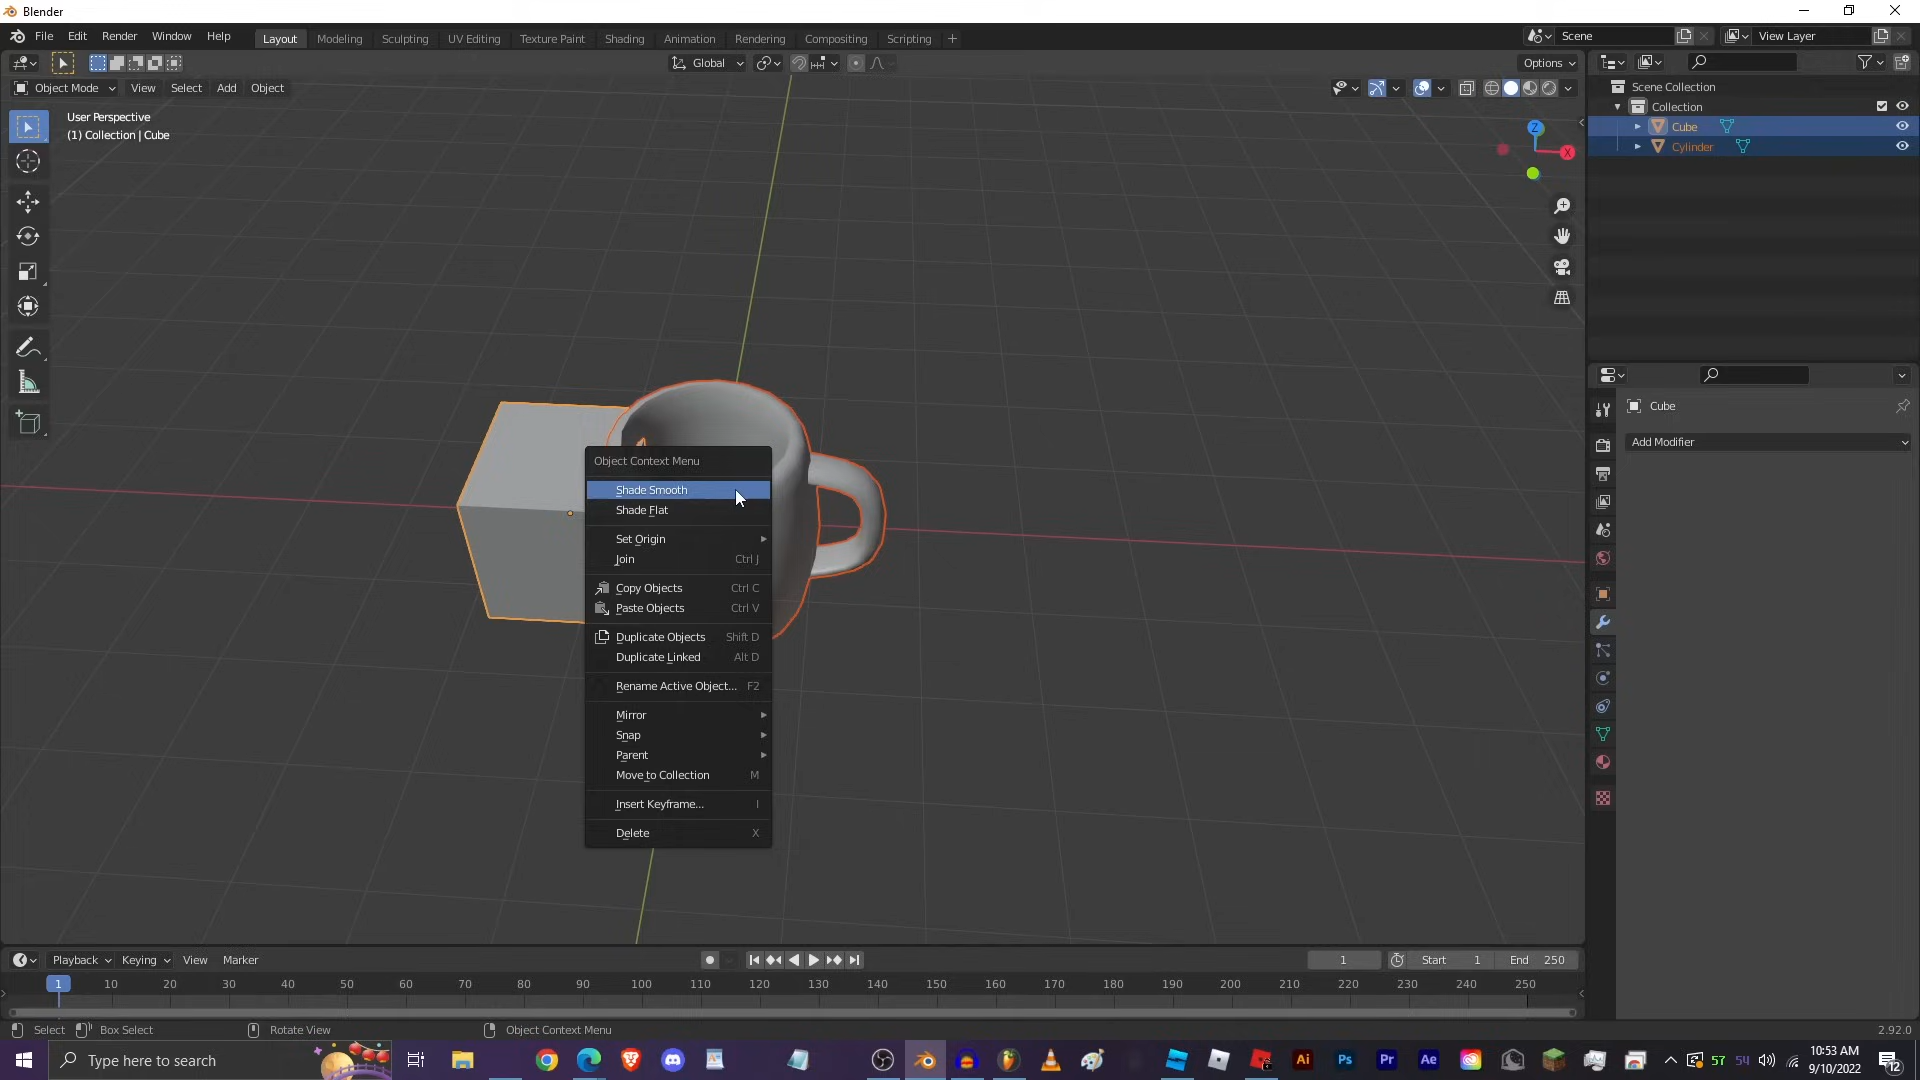 Blender
File Edit Render Window Help
Layout Modeling Sculpting UV Editing Texture Paint Shading Animation Rendering Compositing Scripting
Scene
View Layer
Global
Options
Object Mode View Select Add Object
User Perspective
(1) Collection | Cube
Z
X
Scene Collection
Collection
Cube
Cylinder
Cube
Add Modifier
Object Context Menu
Shade Smooth
Shade Flat
Set Origin
Join Ctrl J
Copy Objects Ctrl C
Paste Objects Ctrl V
Duplicate Objects Shift D
Duplicate Linked Alt D
Rename Active Object... F2
Mirror
Snap
Parent
Move to Collection M
Insert Keyframe... I
Delete X
Playback Keying View Marker
1 Start 1 End 250
1 10 20 30 40 50 60 70 80 90 100 110 120 130 140 150 160 170 180 190 200 210 220 230 240 250
Select Box Select Rotate View Object Context Menu 2.92.0
Type here to search
Ai Ps Pr Ae
57 54
10:53 AM
9/10/2022
12